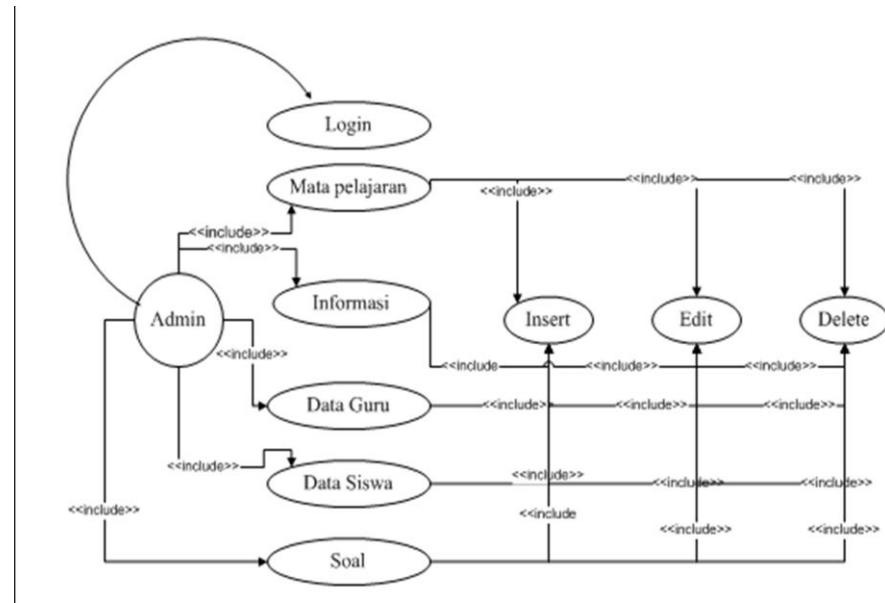 Login
Mata pelajaran
<<include>>
<<include>>
<<include>>
<<include>>
<<include>>
Informasi
Admin
Insert
Edit
Delete
<<include>>
<<include
<<include>>
<<include>>
Data Guru
<<include>>
<<include>>
<<include>>
<<include>>
Data Siswa
<<include>>
<<include>>
<<include>>
<<include>>
<<include
<<include>>
<<include>>
Soal